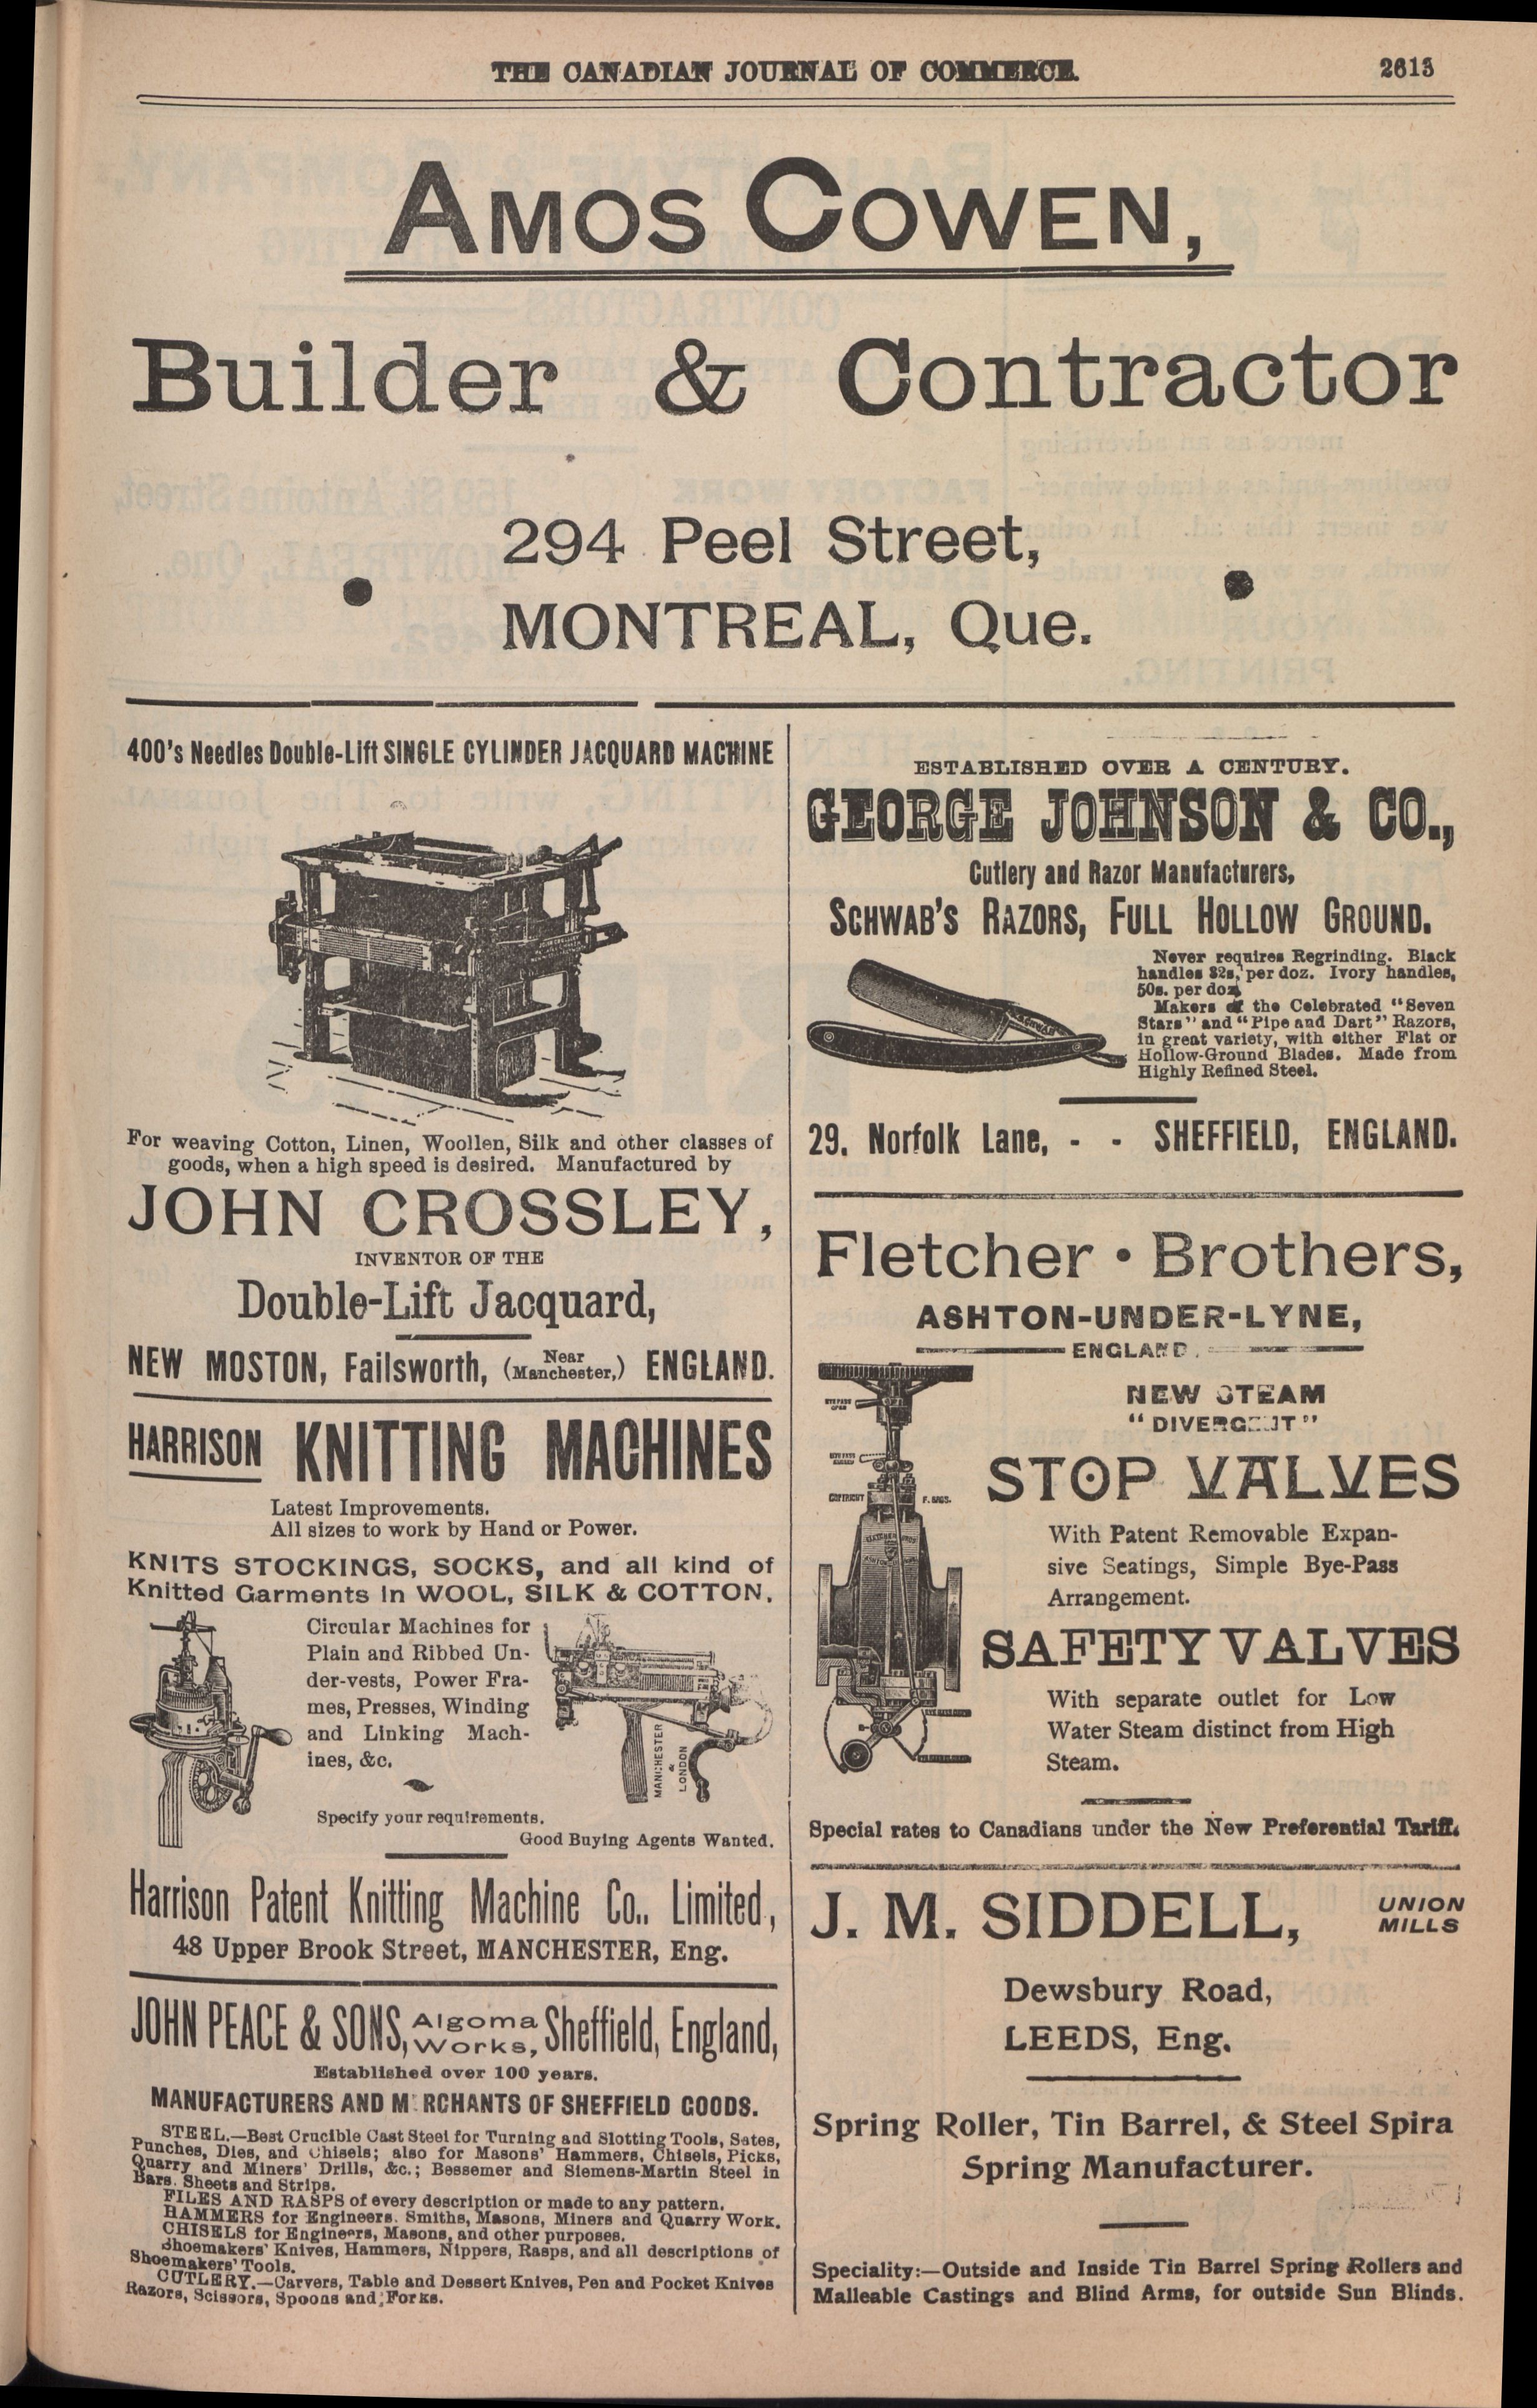 THE CANADIAN JOURNAL OF COMMERCE.
2615
AMOS COWEN,
Builder & Contractor
294 Peel Street,
MONTREAL, Que.
400's Needles Double-Lift SINGLE CYLINDER JACQUARD MACHINE
For weaving Cotton, Linen, Woollen, Silk and other classes of
goods, when a high speed is desired. Manufactured by
JOHN CROSSLEY,
INVENTOR OF THE
Double-Lift Jacquard,
NEW MOSTON, Failsworth, (Near Manchester,) ENGLAND.
HARRISON KNITTING MACHINES
Latest Improvements.
All sizes to work by Hand or Power.
KNITS STOCKINGS, SOCKS, and all kind of
Knitted Garments in WOOL, SILK & COTTON.
Circular Machines for
Plain and Ribbed Un-
der-vests, Power Fra-
mes, Presses, Winding
and Linking Mach-
ines, &c.
MANCHESTER
&
LONDON
Specify your requirements.
Good Buying Agents Wanted.
Harrison Patent Knitting Machine Co., Limited,
48 Upper Brook Street, MANCHESTER, Eng.
JOHN PEACE & SONS, Algoma Works, Sheffield, England,
Established over 100 years.
MANUFACTURERS AND MERCHANTS OF SHEFFIELD GOODS.
STEEL.—Best Crucible Cast Steel for Turning and Slotting Tools, Sates,
Punches, Dies, and Chisels; also for Masons' Hammers, Chisels, Picks,
Quarry and Miners' Drills, &c.; Bessemer and Siemens-Martin Steel in
Bars. Sheets and Strips.
FILES AND RASPS of every description or made to any pattern.
HAMMERS for Engineers. Smiths, Masons, Miners and Quarry Work.
CHISELS for Engineers, Masons, and other purposes.
Shoemakers' Knives, Hammers, Nippers, Rasps, and all descriptions of
Shoemakers' Tools.
CUTLERY.—Carvers, Table and Dessert Knives, Pen and Pocket Knives
Razors, Scissors, Spoons and Forks.
ESTABLISHED OVER A CENTURY.
GEORGE JOHNSON & CO.,
Cutlery and Razor Manufacturers,
SCHWAB'S RAZORS, FULL HOLLOW GROUND.
Never requires Regrinding. Black
handles 32s, per doz. Ivory handles,
50s. per doz.
Makers of the Celebrated "Seven
Stars" and "Pipe and Dart" Razors,
in great variety, with either Flat or
Hollow-Ground Blades. Made from
Highly Refined Steel.
SCHWAB
29, Norfolk Lane, - - SHEFFIELD, ENGLAND.
Fletcher • Brothers,
ASHTON-UNDER-LYNE,
ENGLAND.
NEW STEAM
"DIVERGENT"
STOP VALVES
COPYRIGHT
F. BROS.
With Patent Removable Expan-
sive Seatings, Simple Bye-Pass
Arrangement.
SAFETY VALVES
With separate outlet for Low
Water Steam distinct from High
Steam.
Special rates to Canadians under the New Preferential Tariff.
J. M. SIDDELL, UNION MILLS
Dewsbury Road,
LEEDS, Eng.
Spring Roller, Tin Barrel, & Steel Spira
Spring Manufacturer.
Speciality:—Outside and Inside Tin Barrel Spring Rollers and
Malleable Castings and Blind Arms, for outside Sun Blinds.